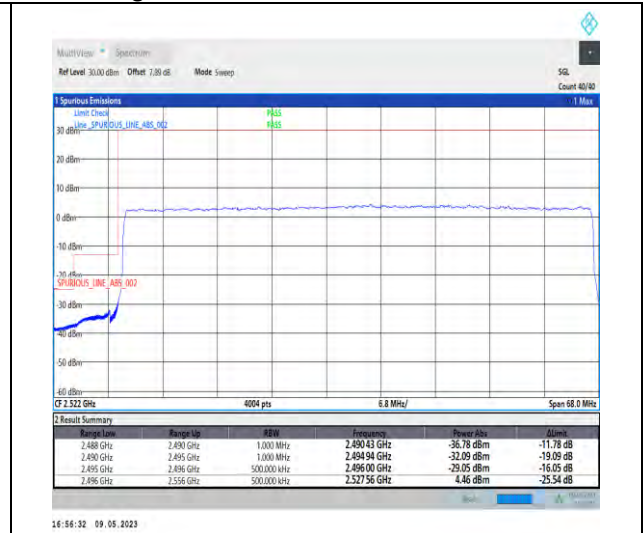 MultiView Spectrum
Ref Level 30.00 dBm Offset 7.89 dB Mode Sweep SGL
Count 40/40
1 Spurious Emissions 1 Max
Limit Check PASS
Line _SPURIOUS_LINE_ABS_002 PASS
30 dBm
20 dBm
10 dBm
0 dBm
-10 dBm
-20 dBm
SPURIOUS_LINE_ABS_002
-30 dBm
-40 dBm
-50 dBm
-60 dBm
CF 2.522 GHz 4004 pts 6.8 MHz/ Span 68.0 MHz
2 Result Summary
Range Low Range Up RBW Frequency Power Abs ΔLimit
2.488 GHz 2.490 GHz 1.000 MHz 2.490 43 GHz -36.78 dBm -11.78 dB
2.490 GHz 2.495 GHz 1.000 MHz 2.494 94 GHz -32.09 dBm -19.09 dB
2.495 GHz 2.496 GHz 500.000 kHz 2.496 00 GHz -29.05 dBm -16.05 dB
2.496 GHz 2.556 GHz 500.000 kHz 2.527 56 GHz 4.46 dBm -25.54 dB
16:56:32 09.05.2023